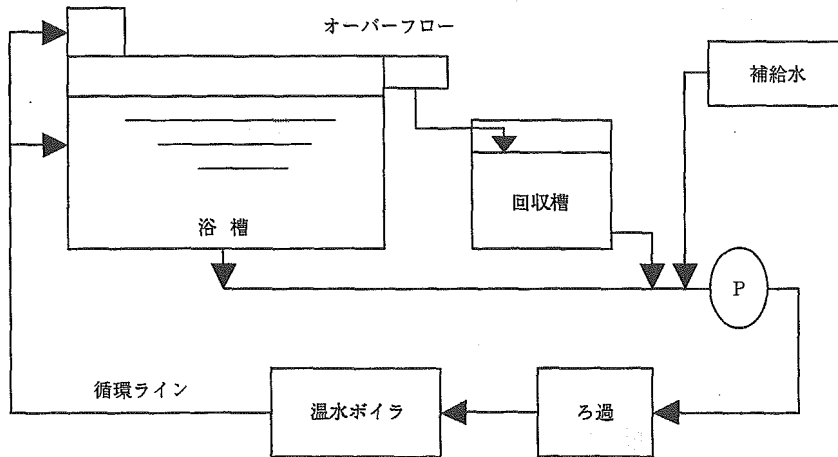 オーバーフロー
補給水
回収槽
浴 槽
P
循環ライン
温水ボイラ
ろ過